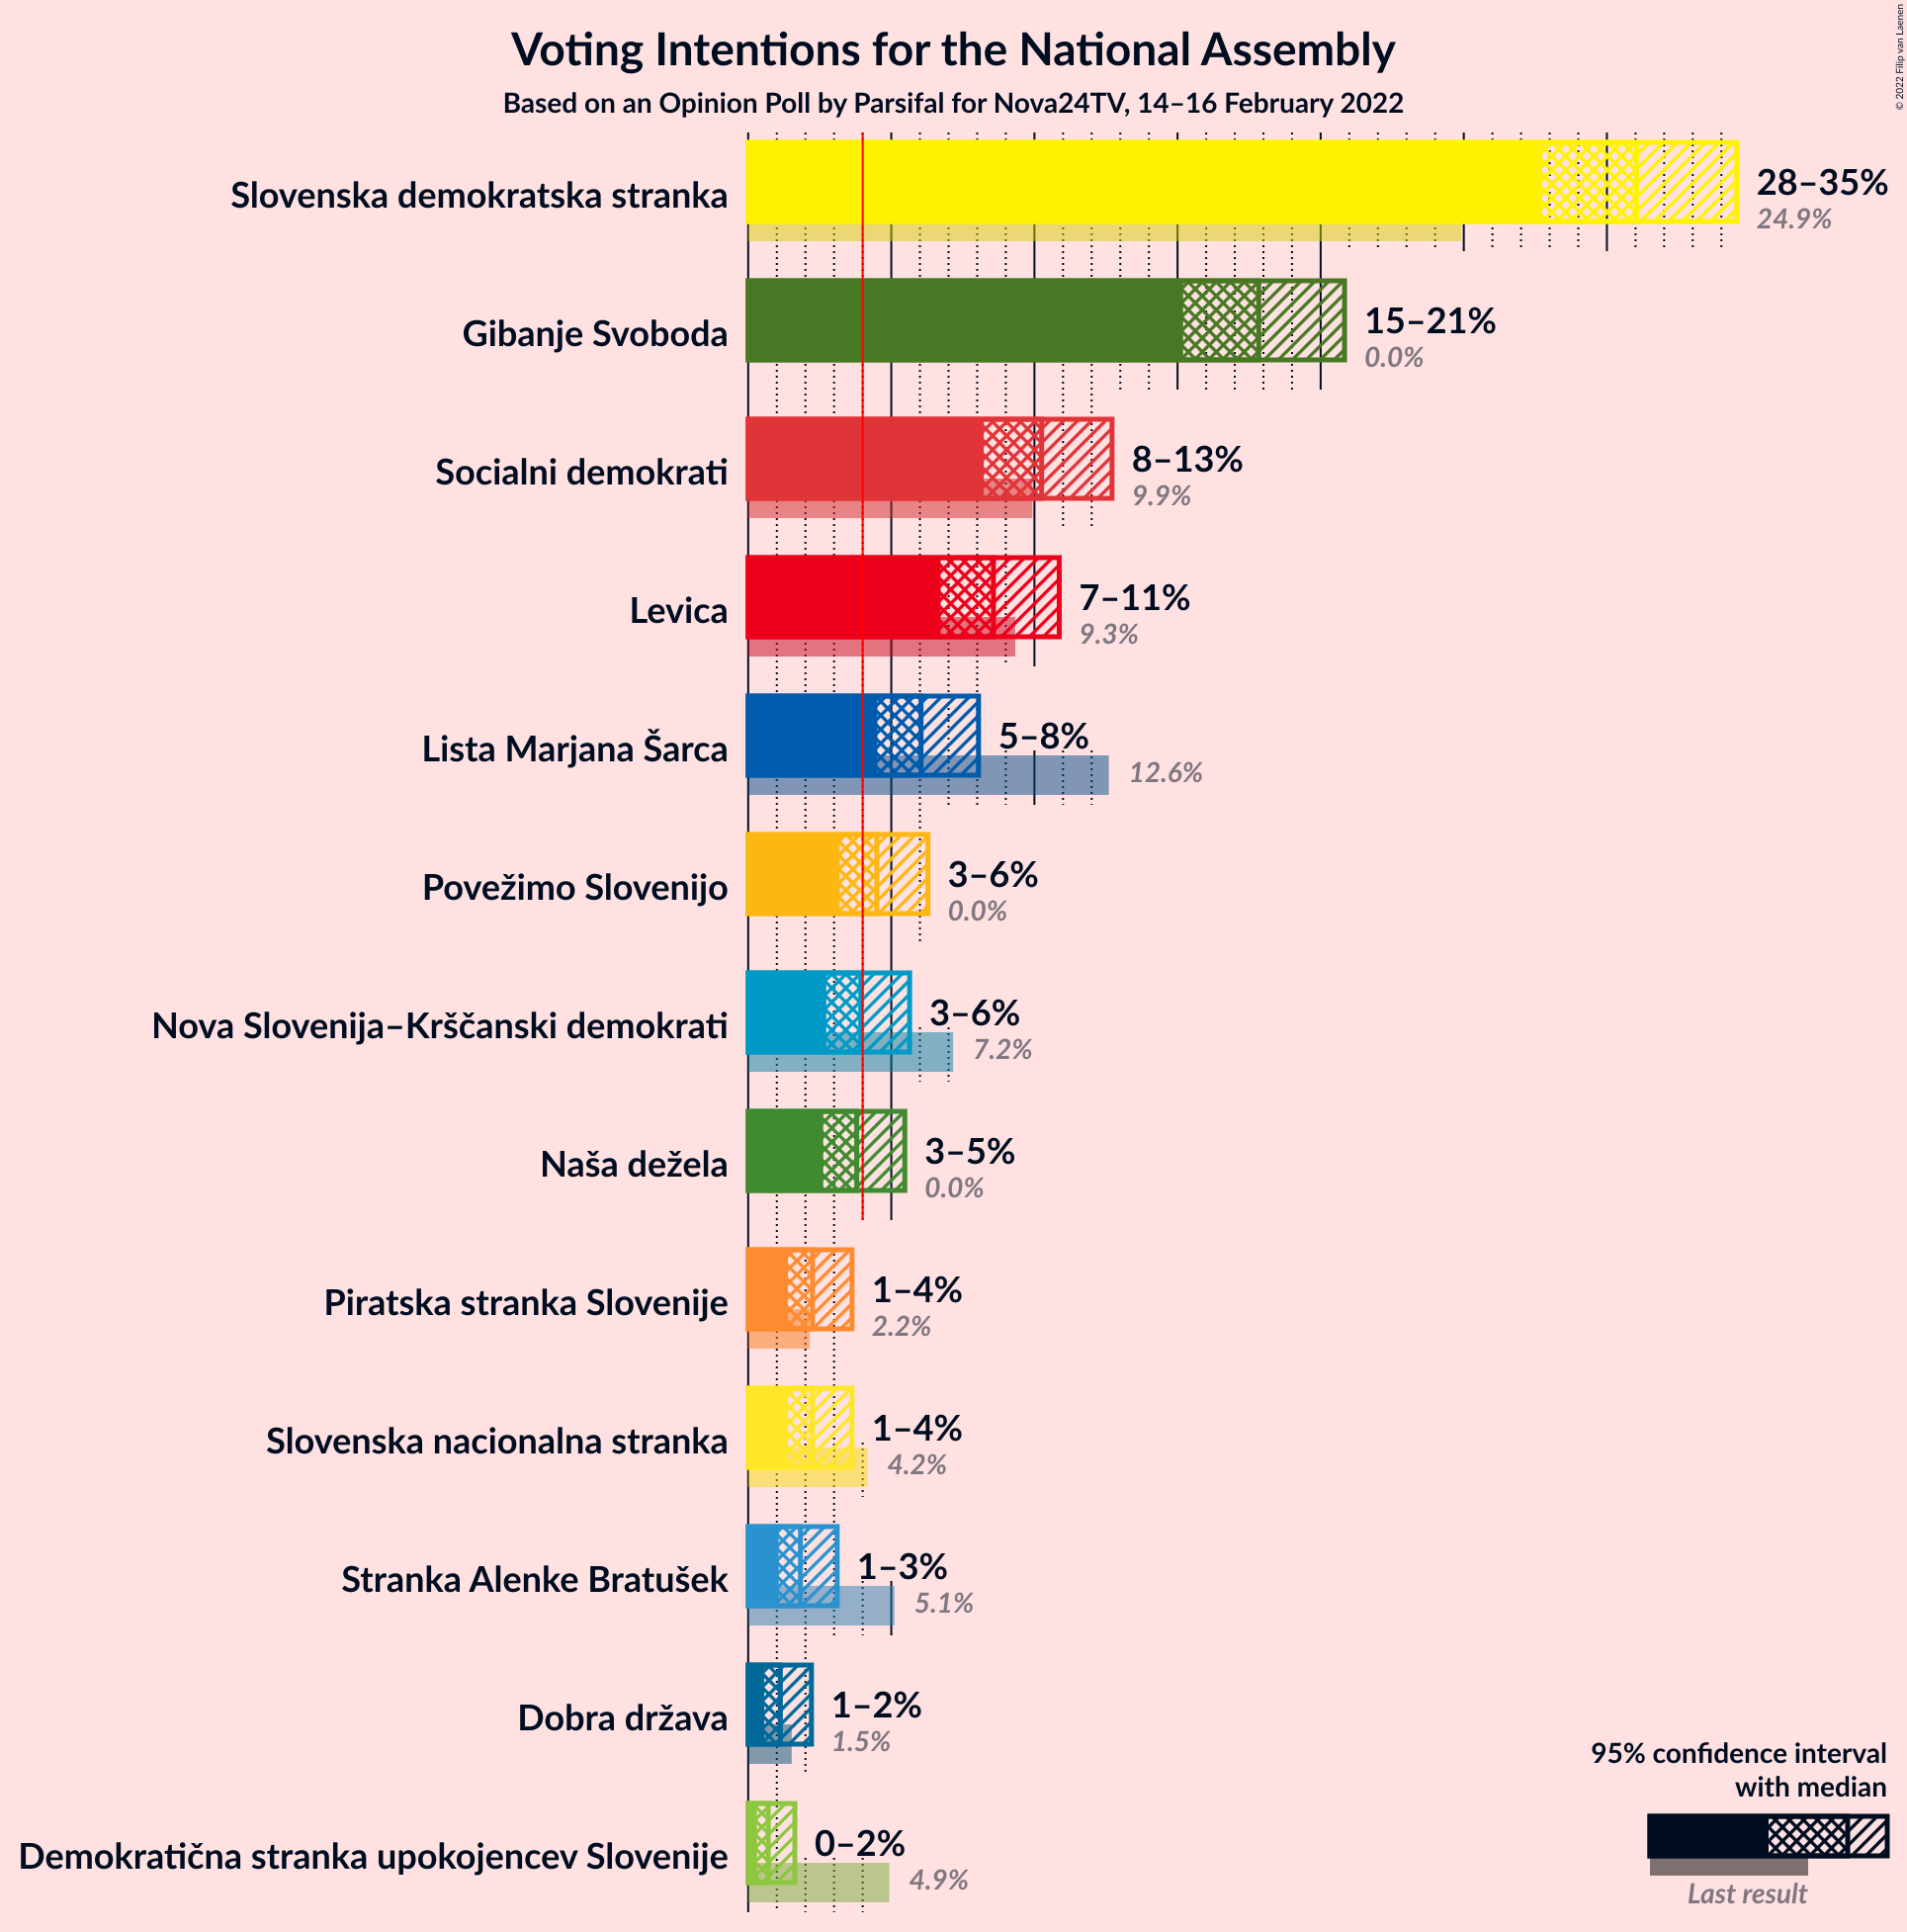 Voting Intentions for the National Assembly
Based on an Opinion Poll by Parsifal for Nova24TV, 14–16 February 2022
© 2022 Filip van Laenen
Slovenska demokratska stranka
28–35%
24.9%
Gibanje Svoboda
15–21%
0.0%
Socialni demokrati
8–13%
9.9%
Levica
7–11%
9.3%
Lista Marjana Šarca
5–8%
12.6%
Povežimo Slovenijo
3–6%
0.0%
Nova Slovenija–Krščanski demokrati
3–6%
7.2%
Naša dežela
3–5%
0.0%
Piratska stranka Slovenije
1–4%
2.2%
Slovenska nacionalna stranka
1–4%
4.2%
Stranka Alenke Bratušek
1–3%
5.1%
Dobra država
1–2%
1.5%
Demokratična stranka upokojencev Slovenije
0–2%
4.9%
95% confidence interval
with median
Last result